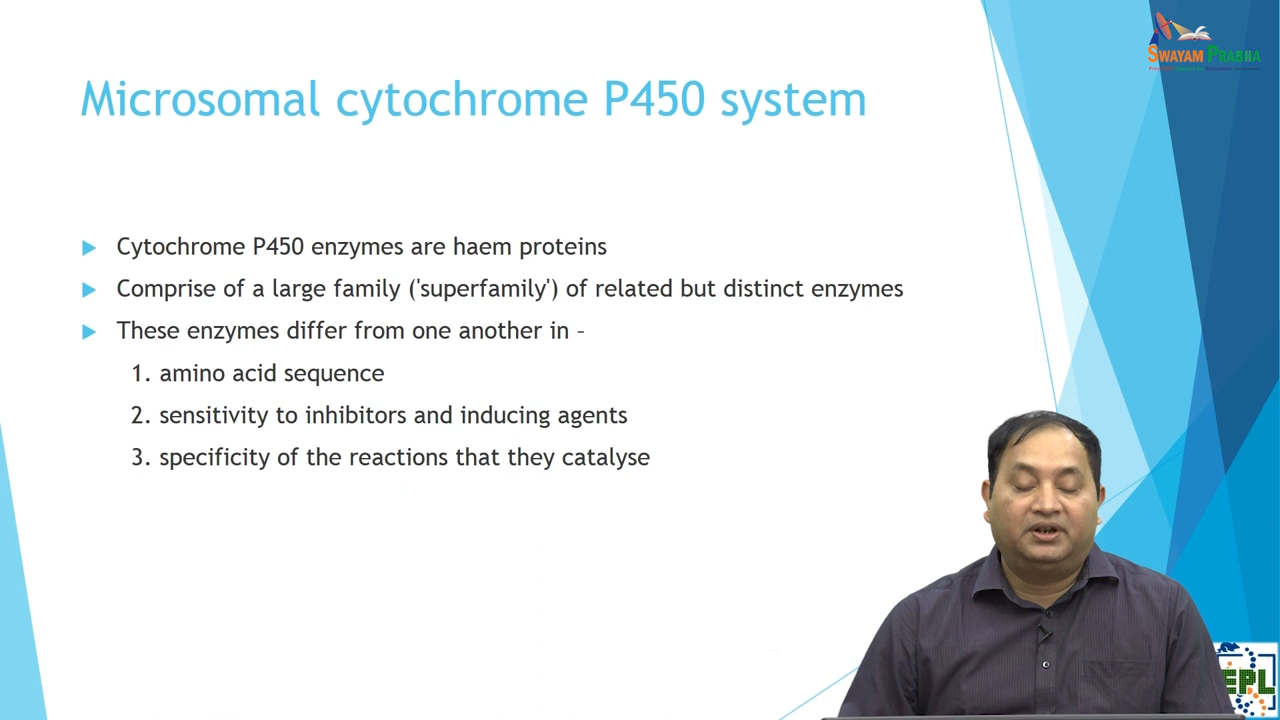 SWAYAM PRABHA
Microsomal cytochrome P450 system
Cytochrome P450 enzymes are haem proteins
Comprise of a large family ('superfamily') of related but distinct enzymes
These enzymes differ from one another in –
1. amino acid sequence
2. sensitivity to inhibitors and inducing agents
3. specificity of the reactions that they catalyse
EPL